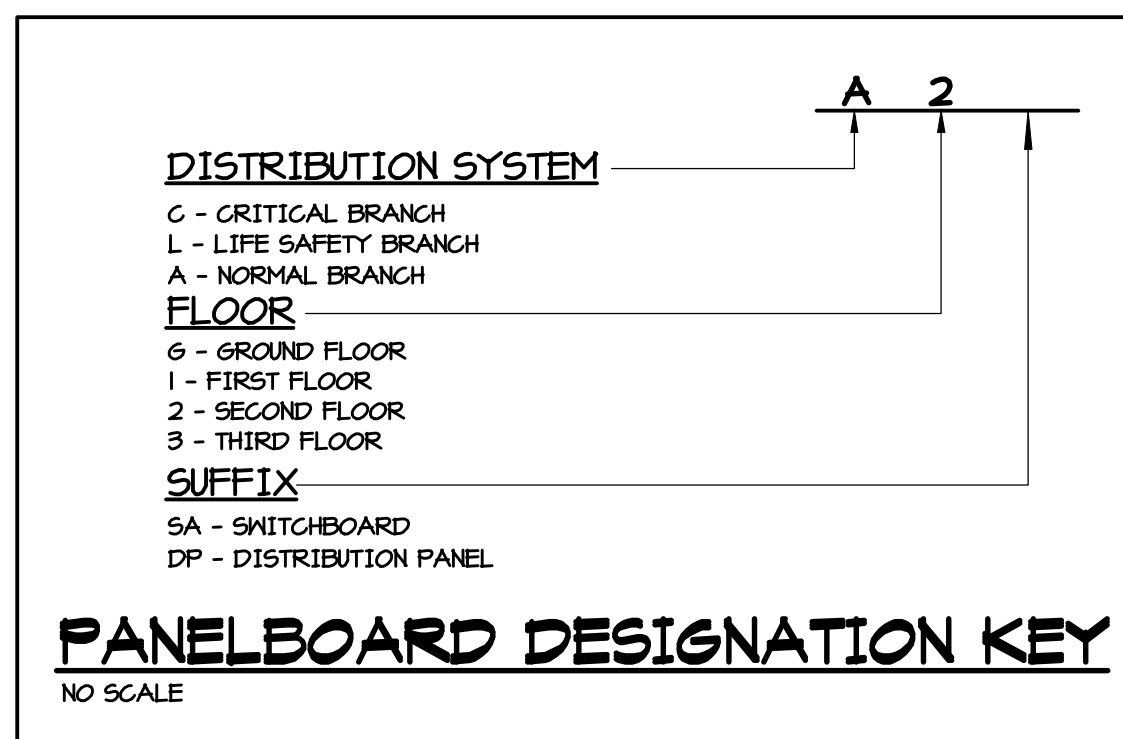 A 2
DISTRIBUTION SYSTEM
C - CRITICAL BRANCH
L - LIFE SAFETY BRANCH
A - NORMAL BRANCH
FLOOR
G - GROUND FLOOR
1 - FIRST FLOOR
2 - SECOND FLOOR
3 - THIRD FLOOR
SUFFIX
SA - SWITCHBOARD
DP - DISTRIBUTION PANEL
PANELBOARD DESIGNATION KEY
NO SCALE